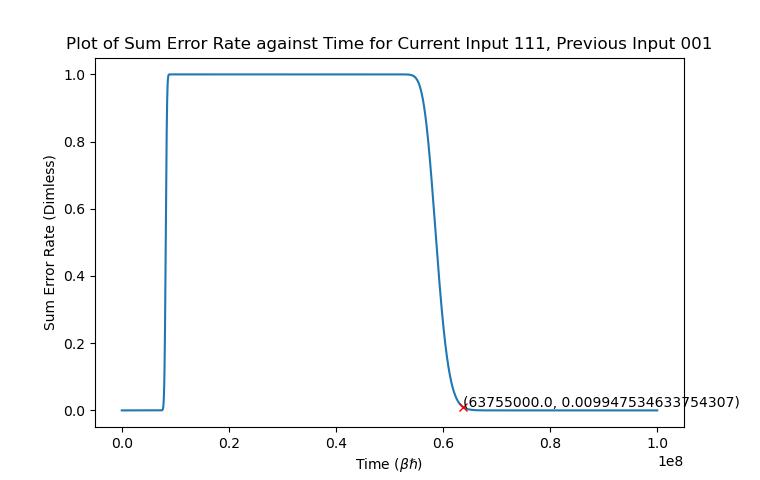 Plot of Sum Error Rate against Time for Current Input 111, Previous Input 001
Sum Error Rate (Dimless)
1.0
0.8
0.6
0.4
0.2
0.0
(63755000.0, 0.009947534633754307)
0.0 0.2 0.4 0.6 0.8 1.0
1e8
Time (βℏ)